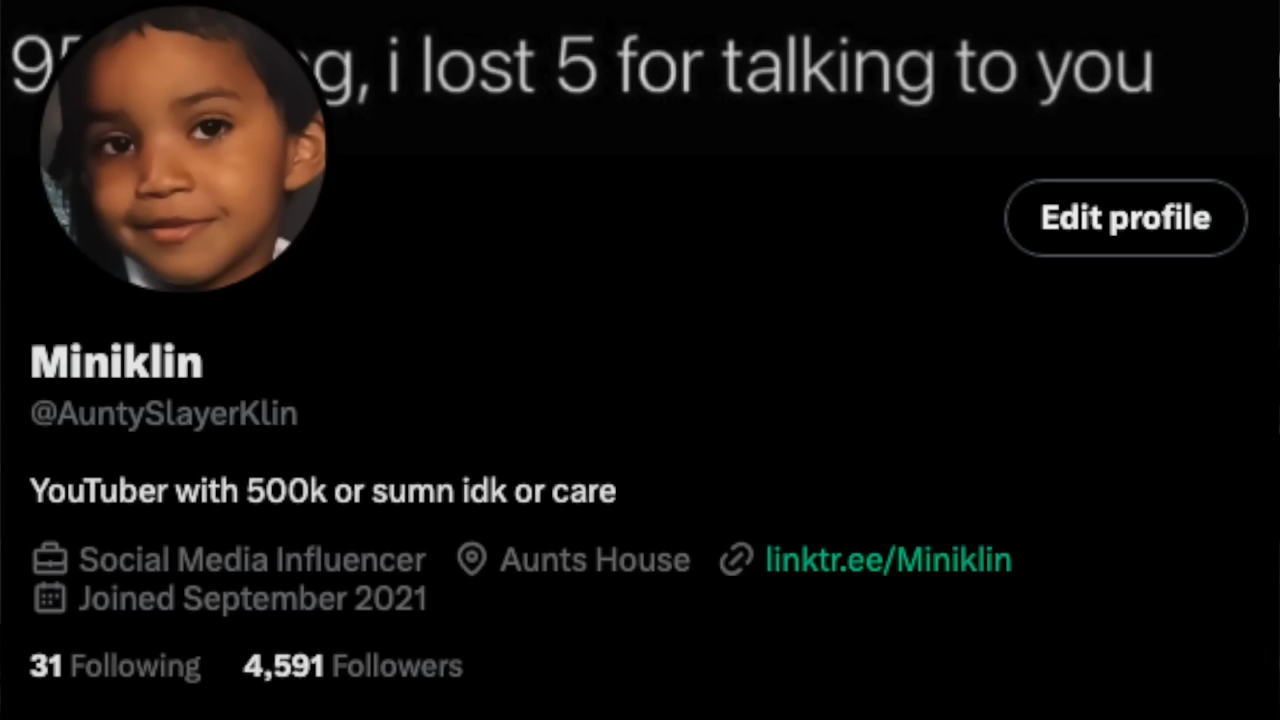 9 g, i lost 5 for talking to you
Edit profile
Miniklin
@AuntySlayerKlin
YouTuber with 500k or sumn idk or care
Social Media Influencer Aunts House linktr.ee/Miniklin
Joined September 2021
31 Following 4,591 Followers